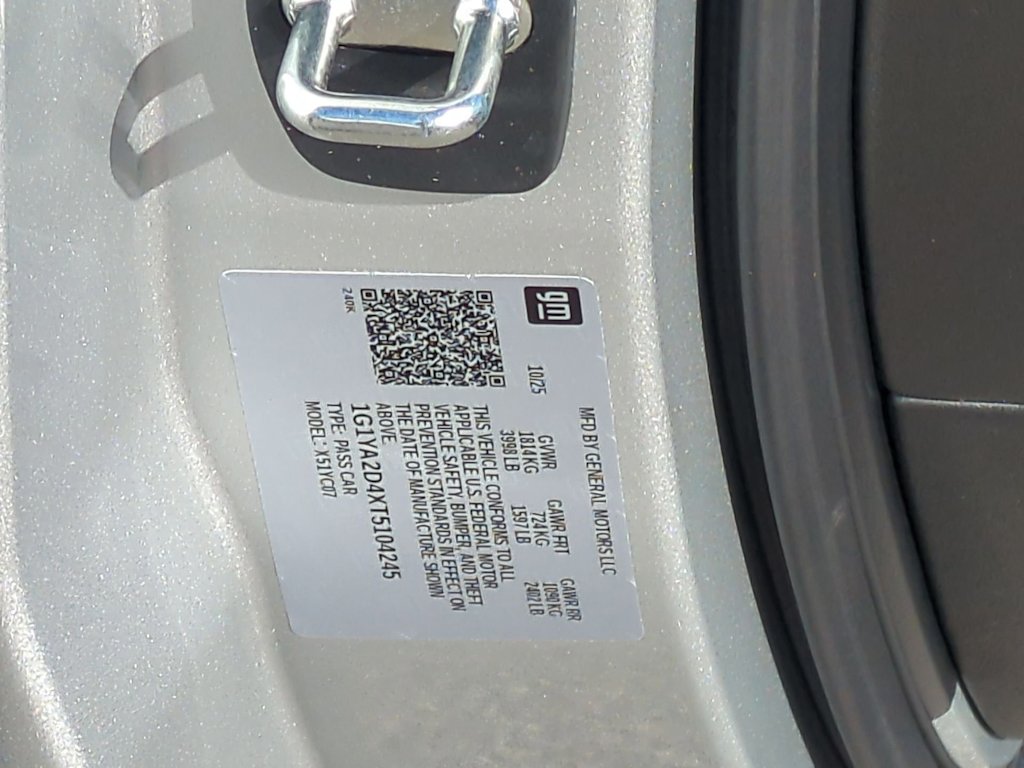 gm
MFD BY GENERAL MOTORS LLC
10/25
GVWR GAWR FRT GAWR RR
1814KG 724KG 1090KG
3998LB 1597LB 2402LB
THIS VEHICLE CONFORMS TO ALL
APPLICABLE U.S. FEDERAL MOTOR
VEHICLE SAFETY, BUMPER, AND THEFT
PREVENTION STANDARDS IN EFFECT ON
THE DATE OF MANUFACTURE SHOWN
ABOVE.
1G1YA2D4XT5104245
TYPE: PASS CAR
MODEL: X51YC07
240K